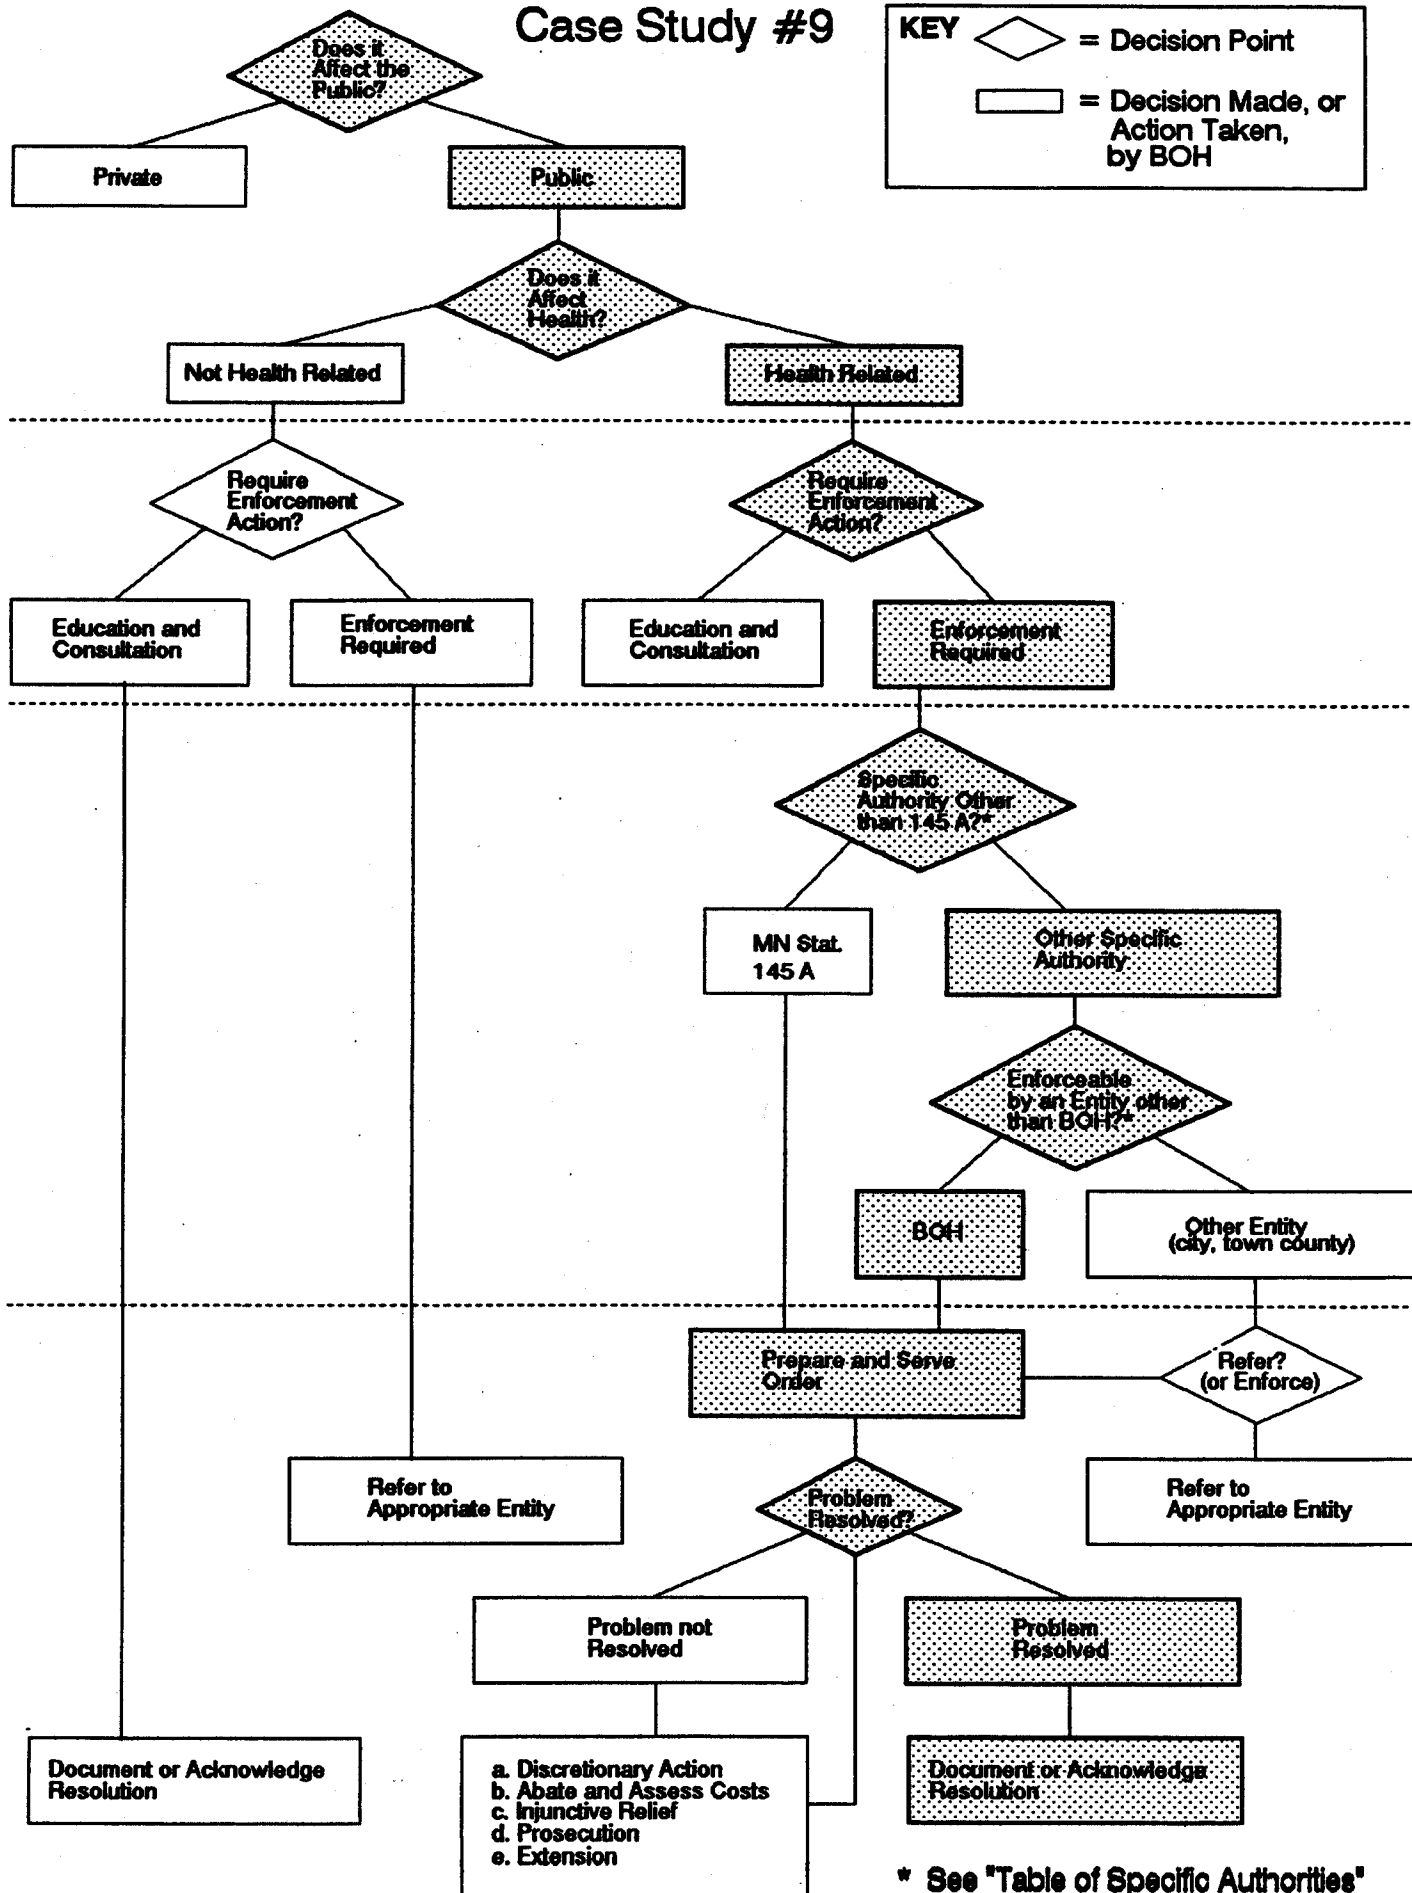 Case Study #9
KEY
= Decision Point
= Decision Made, or
Action Taken,
by BOH
Does it
Affect the
Public?
Private
Public
Does it
Affect
Health?
Not Health Related
Health Related
Require
Enforcement
Action?
Require
Enforcement
Action?
Education and
Consultation
Enforcement
Required
Education and
Consultation
Enforcement
Required
Specific
Authority Other
than 145 A?*
MN Stat.
145 A
Other Specific
Authority
Enforceable
by an Entity other
than BOH?*
BOH
Other Entity
(city, town county)
Prepare and Serve
Order
Refer?
(or Enforce)
Refer to
Appropriate Entity
Problem
Resolved?
Refer to
Appropriate Entity
Problem not
Resolved
Problem
Resolved
Document or Acknowledge
Resolution
a. Discretionary Action
b. Abate and Assess Costs
c. Injunctive Relief
d. Prosecution
e. Extension
Document or Acknowledge
Resolution
* See "Table of Specific Authorities"